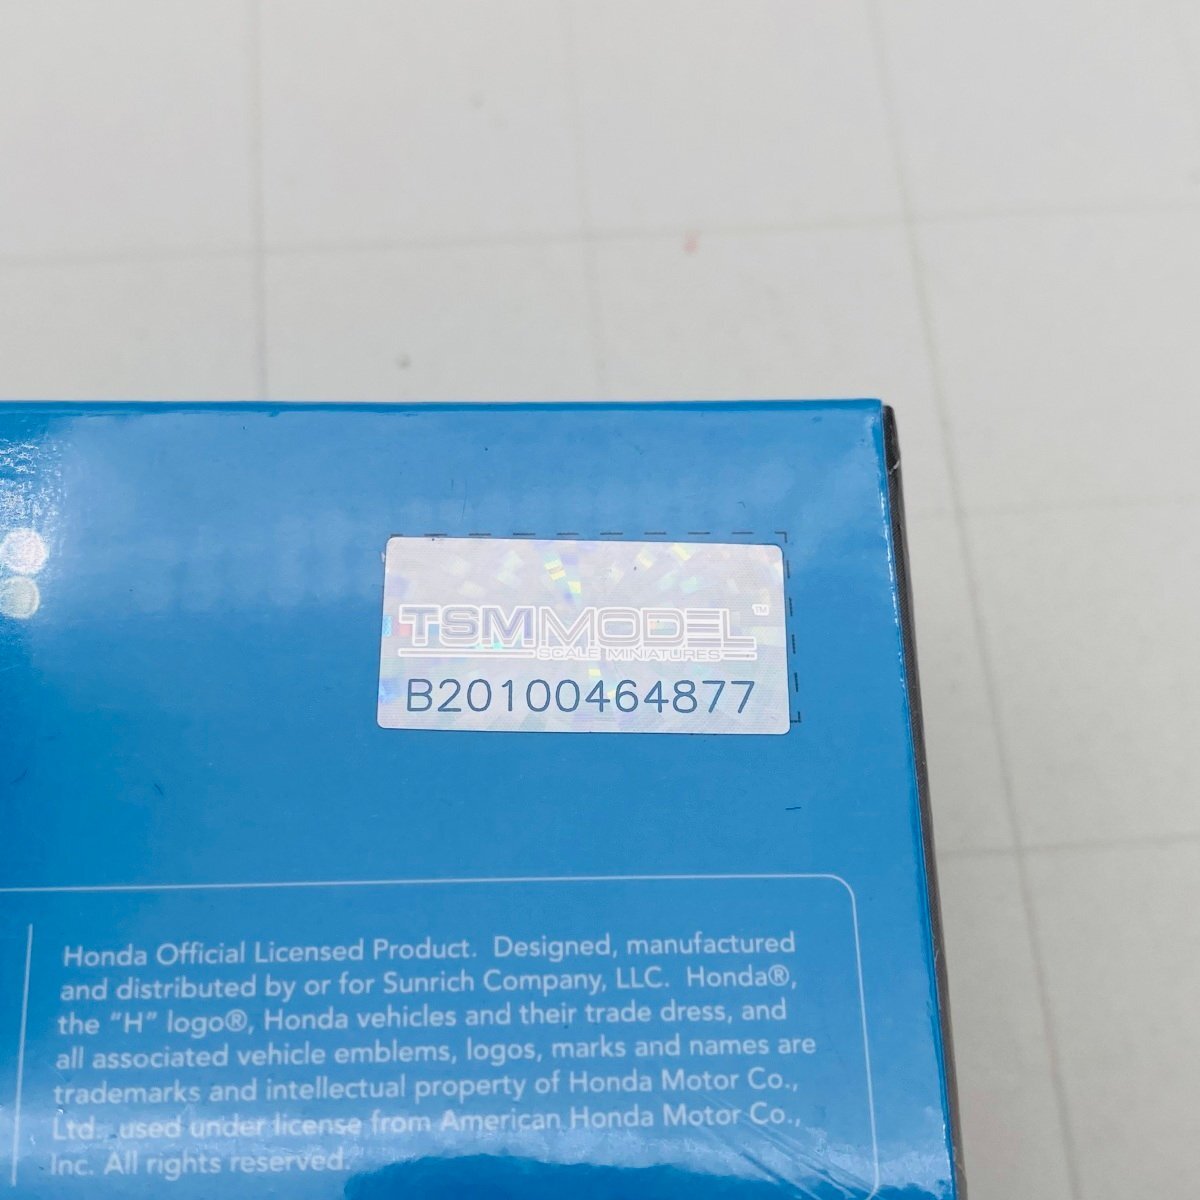 TSMMODEL™
SCALE MINIATURES
B20100464877
Honda Official Licensed Product. Designed, manufactured
and distributed by or for Sunrich Company, LLC. Honda®,
the “H” logo®, Honda vehicles and their trade dress, and
all associated vehicle emblems, logos, marks and names are
trademarks and intellectual property of Honda Motor Co.,
Ltd., used under license from American Honda Motor Co.,
Inc. All rights reserved.